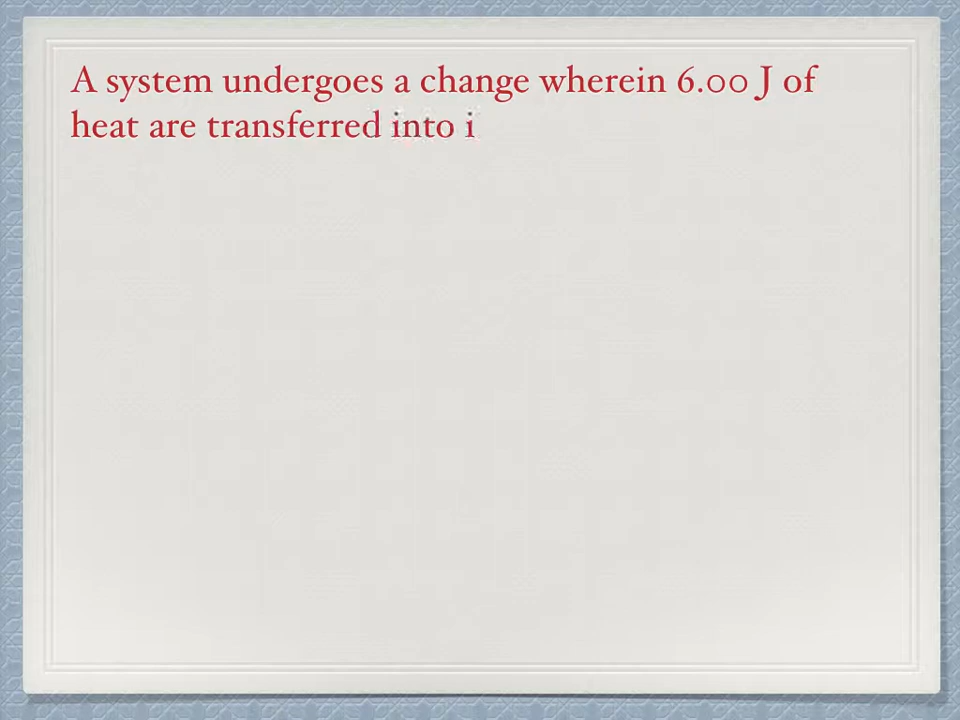 A system undergoes a change wherein 6.00 J of
heat are transferred into i